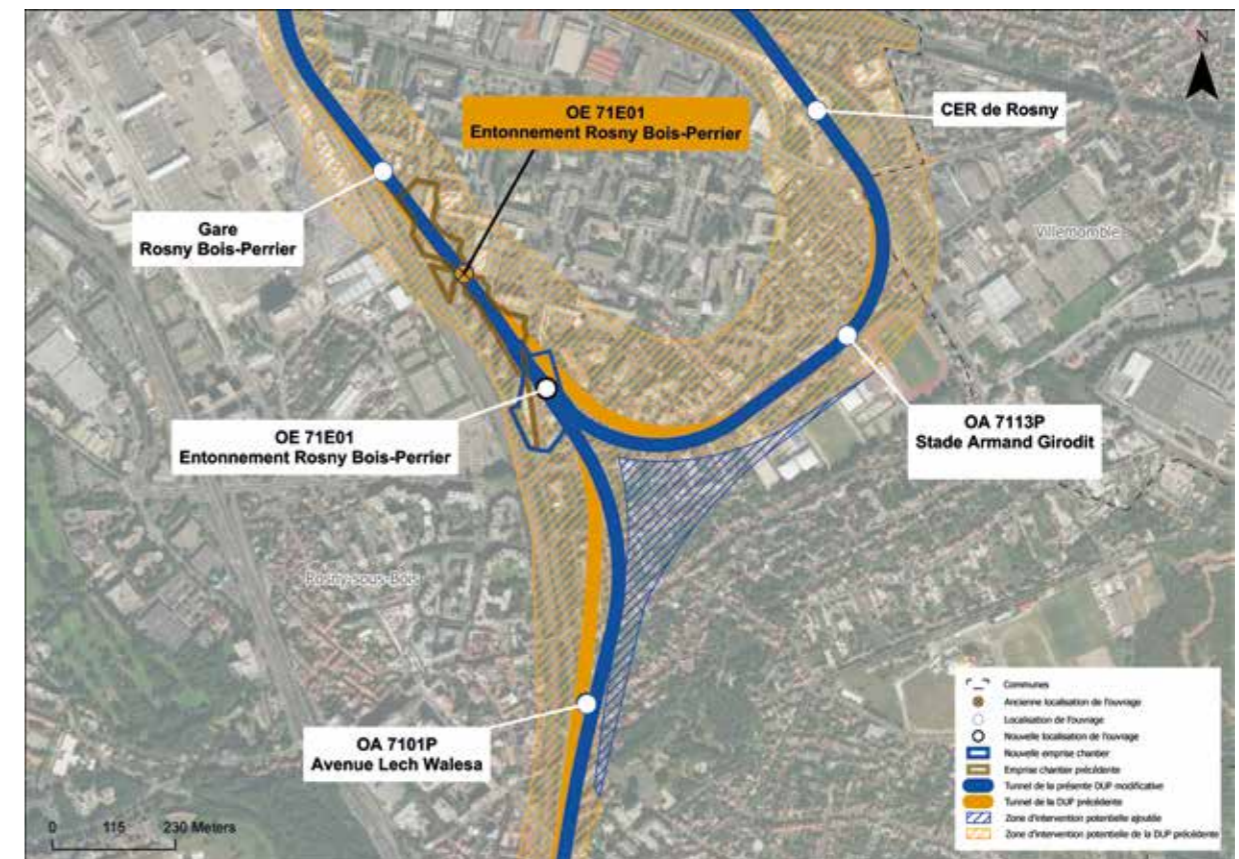 N
OE 71E01
Entonnement Rosny Bois-Perrier
CER de Rosny
Gare
Rosny Bois-Perrier
Villemomble
OA 7113P
Stade Armand Girodit
OE 71E01
Entonnement Rosny Bois-Perrier
Rosny-sous-Bois
OA 7101P
Avenue Lech Walesa
Communes
Ancienne localisation de l'ouvrage
Localisation de l'ouvrage
Nouvelle localisation de l'ouvrage
Nouvelle emprise chantier
Emprise chantier précédente
Tunnel de la présente DUP modificative
Tunnel de la DUP précédente
Zone d'intervention potentielle ajoutée
Zone d'intervention potentielle de la DUP précédente
0 115 230 Meters